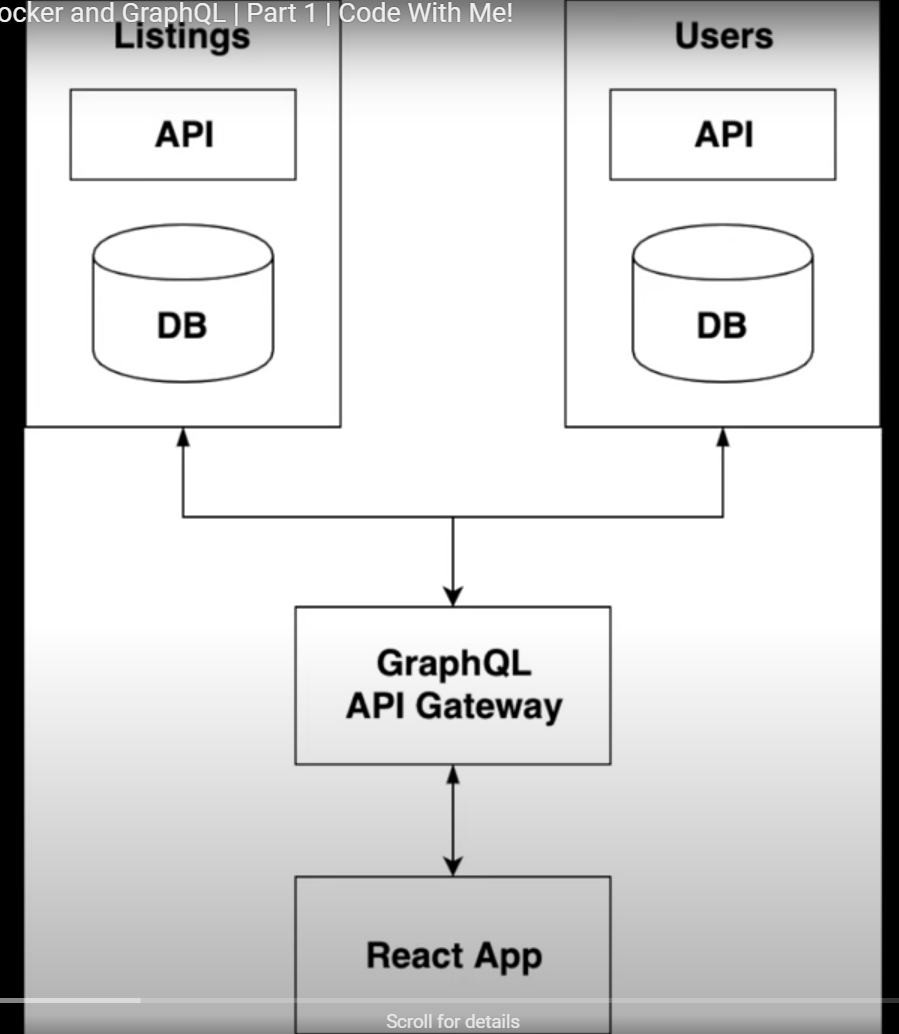 ocker and GraphQL | Part 1 | Code With Me!
Listings
Users
API
API
DB
DB
GraphQL
API Gateway
React App
Scroll for details